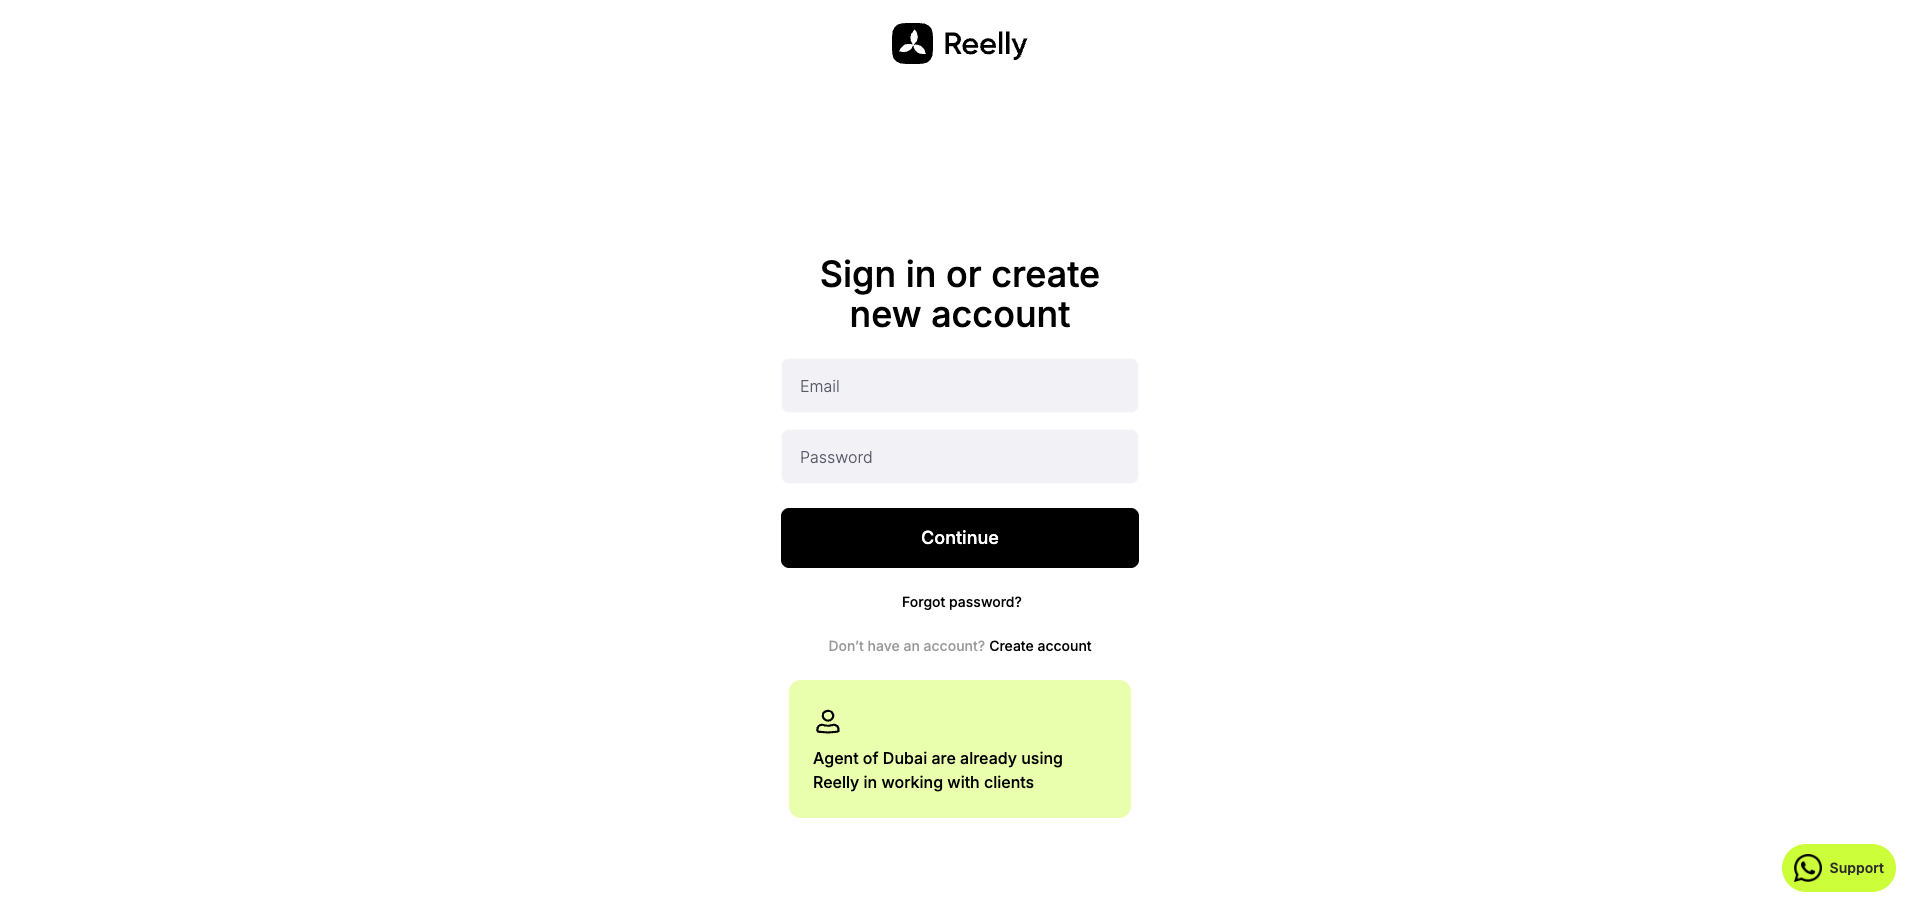 Reelly
Sign in or create
new account
Email
Password
Continue
Forgot password?
Don’t have an account? Create account
Agent of Dubai are already using
Reelly in working with clients
Support